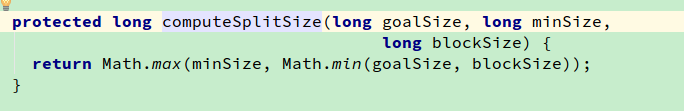 protected long computeSplitSize(long goalSize, long minSize,
long blockSize) {
return Math.max(minSize, Math.min(goalSize, blockSize));
}